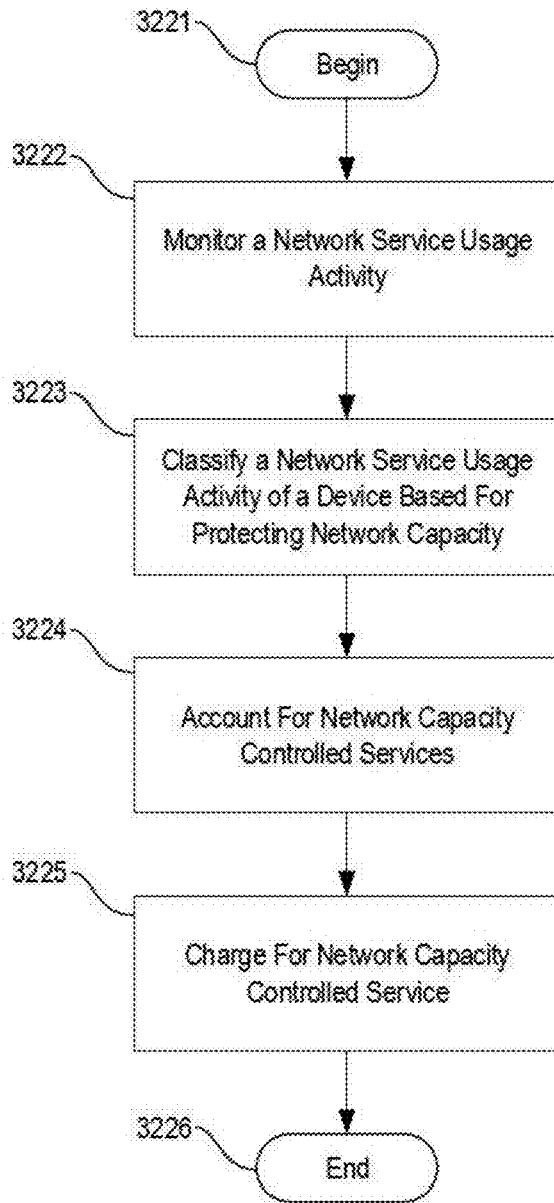 3221
Begin
3222
Monitor a Network Service Usage
Activity
3223
Classify a Network Service Usage
Activity of a Device Based For
Protecting Network Capacity
3224
Account For Network Capacity
Controlled Services
3225
Charge For Network Capacity
Controlled Service
3226
End